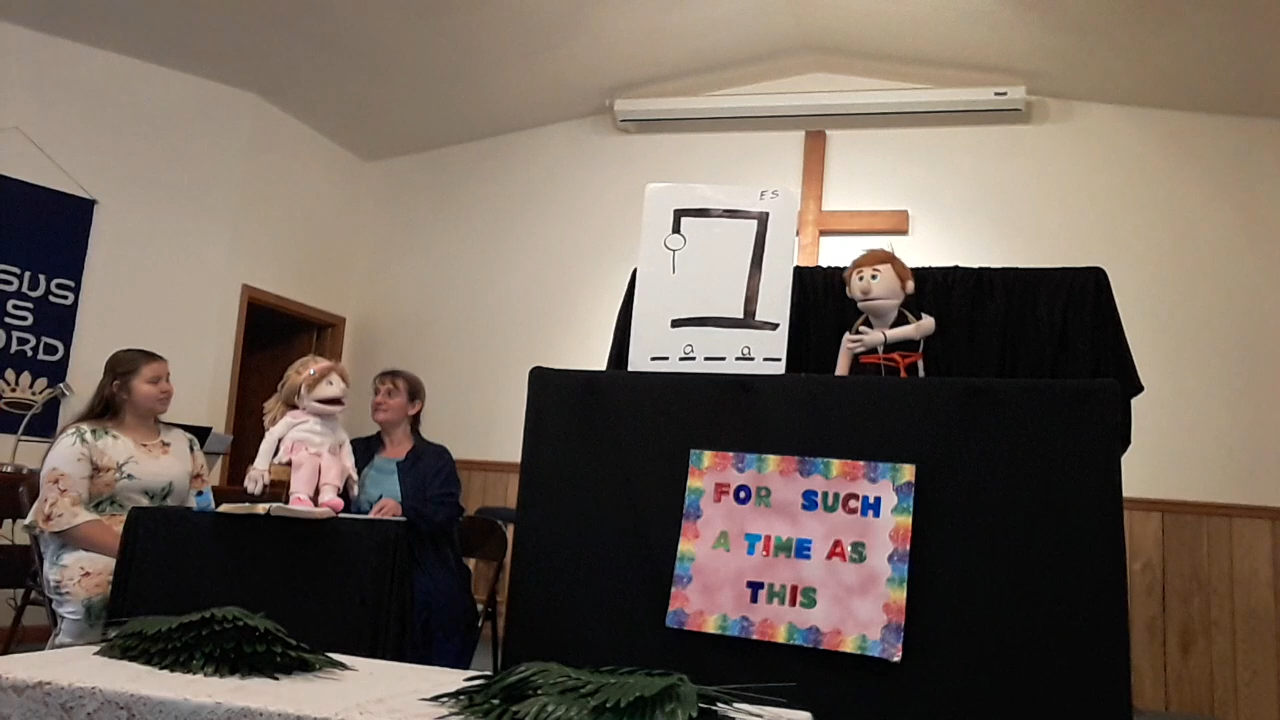 SUS
S
ORD
ES
_ a _ a _
FOR SUCH
A TIME AS
THIS